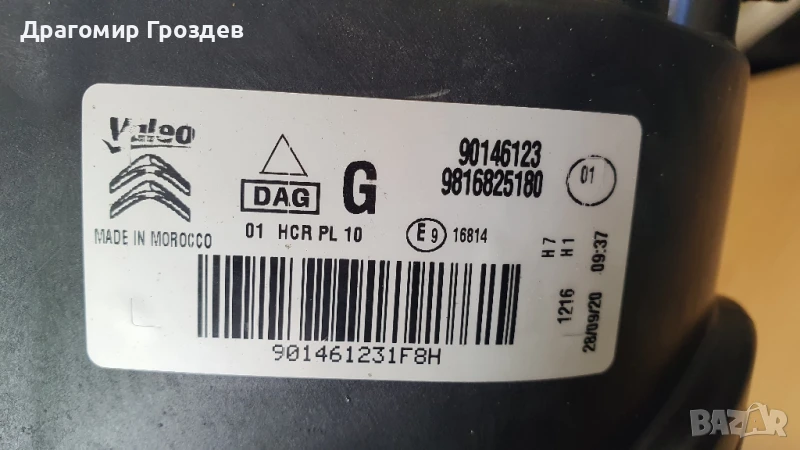 Драгомир Гроздев
Valeo
MADE IN MOROCCO
DAG
G
01 HCR PL 10
90146123
9816825180
01
E9 16814
H7
H1
1216
28/09/20 09:37
901461231F8H
BAZAR